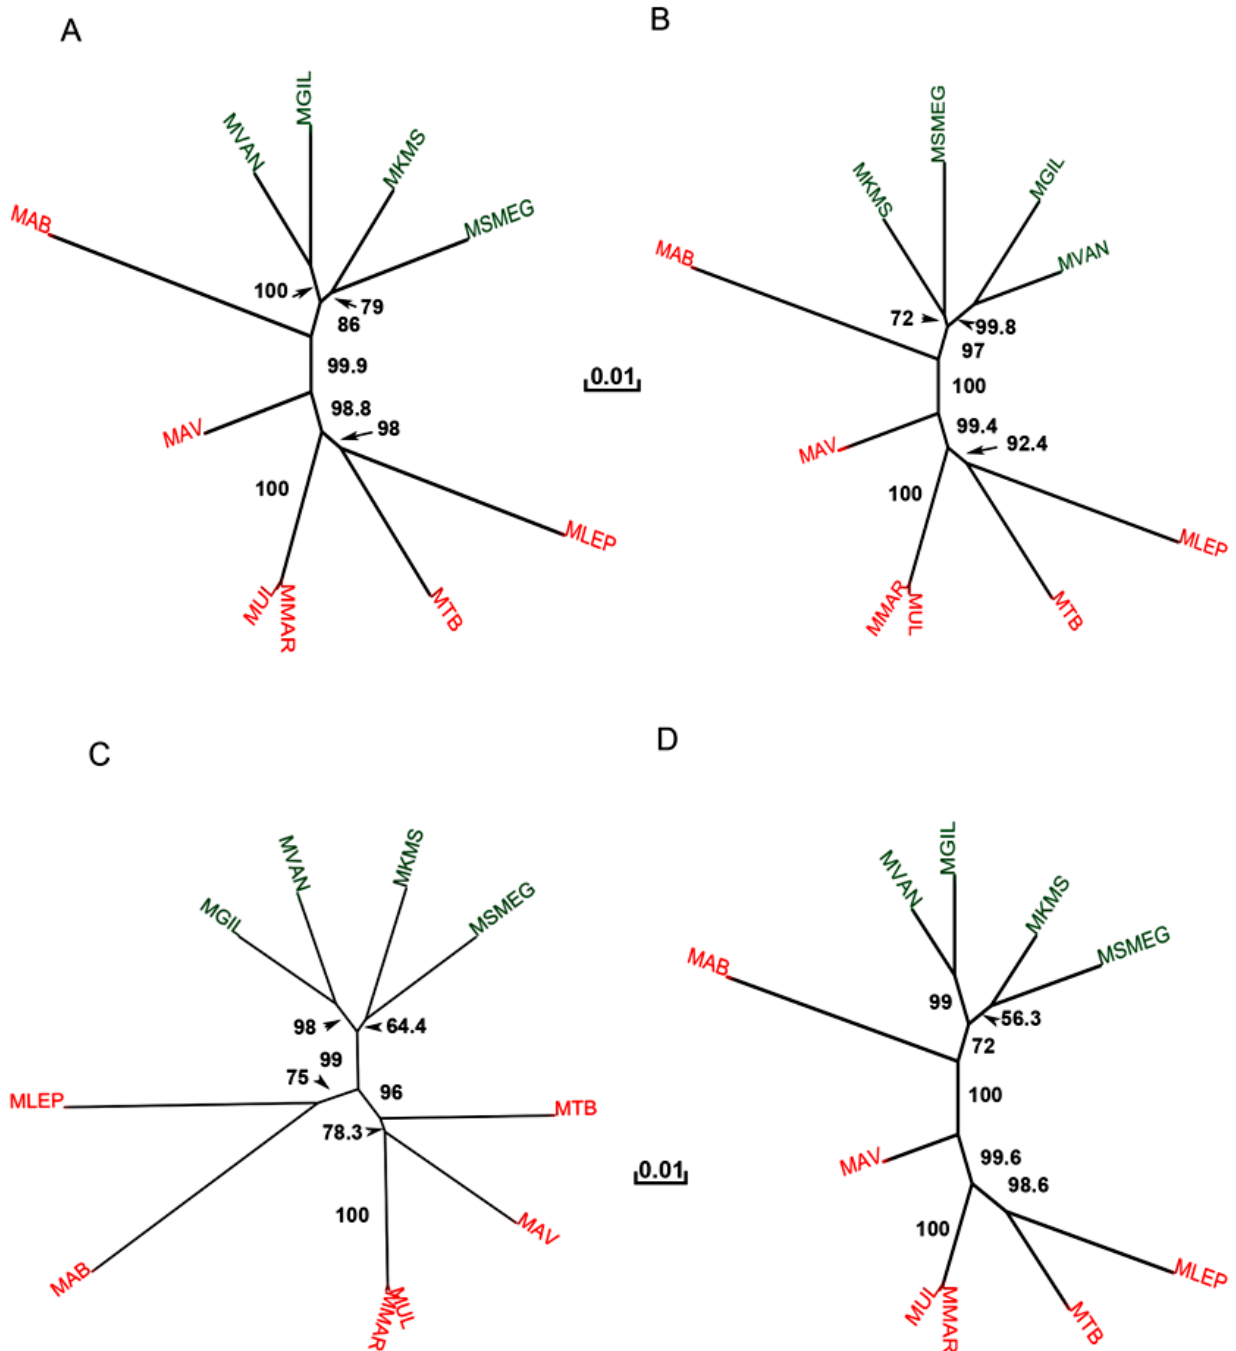 A
MGIL
MVAN
MKMS
MSMEG
MAB
100
79
86
99.9
98.8
98
MAV
100
MLEP
MUL
MMAR
MTB
0.01
B
MSMEG
MKMS
MGIL
MVAN
MAB
72
99.8
97
100
99.4
92.4
MAV
100
MLEP
MMAR
MUL
MTB
C
MVAN
MKMS
MGIL
MSMEG
98
64.4
99
75
96
MLEP
MTB
78.3
100
MAV
MAB
MUL
MMAR
0.01
D
MGIL
MVAN
MKMS
MSMEG
MAB
99
56.3
72
100
MAV
99.6
98.6
100
MLEP
MUL
MMAR
MTB